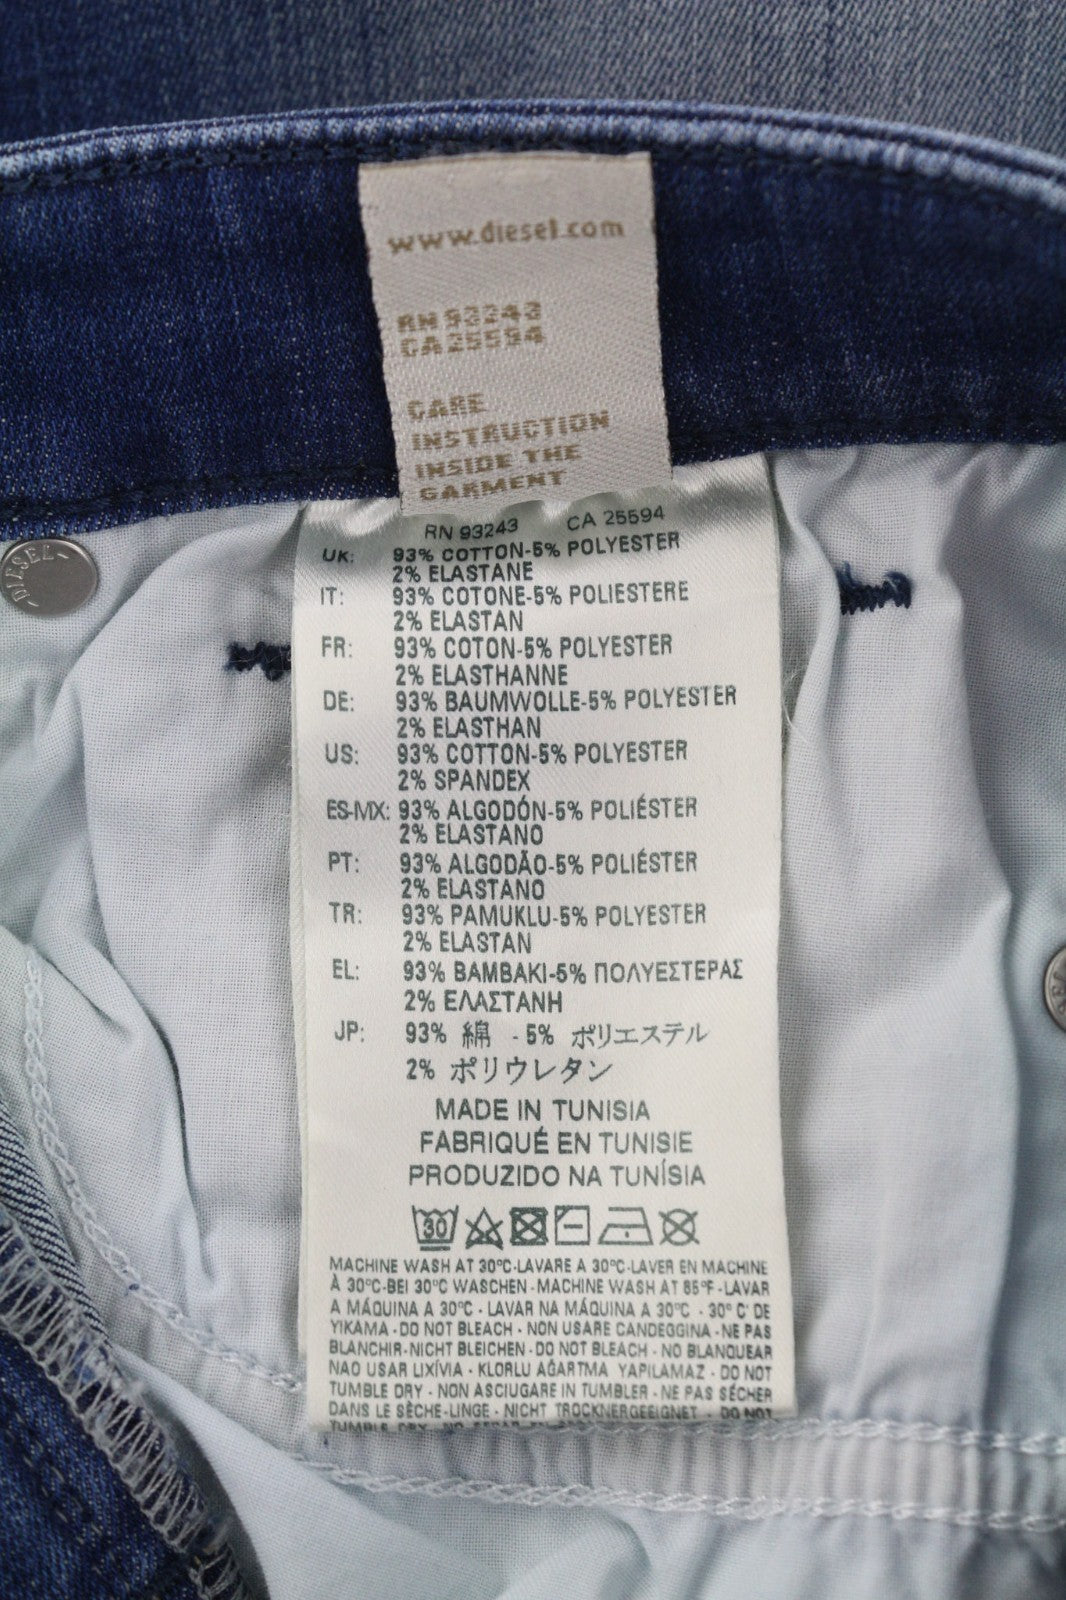 www.diesel.com
RN 93243
CA 25594
CARE
INSTRUCTION
INSIDE THE
GARMENT
RN 93243 CA 25594
UK: 93% COTTON-5% POLYESTER
2% ELASTANE
IT: 93% COTONE-5% POLIESTERE
2% ELASTAN
FR: 93% COTON-5% POLYESTER
2% ELASTHANNE
DE: 93% BAUMWOLLE-5% POLYESTER
2% ELASTHAN
US: 93% COTTON-5% POLYESTER
2% SPANDEX
ES-MX: 93% ALGODÓN-5% POLIÉSTER
2% ELASTANO
PT: 93% ALGODÃO-5% POLIÉSTER
2% ELASTANO
TR: 93% PAMUKLU-5% POLYESTER
2% ELASTAN
EL: 93% BAMBAKI-5% ΠΟΛΥΕΣΤΕΡΑΣ
2% ΕΛΑΣΤΑΝΗ
JP: 93% 綿 - 5% ポリエステル
2% ポリウレタン
MADE IN TUNISIA
FABRIQUÉ EN TUNISIE
PRODUZIDO NA TUNÍSIA
30
MACHINE WASH AT 30°C-LAVARE A 30°C-LAVER EN MACHINE
À 30°C-BEI 30°C WASCHEN-MACHINE WASH AT 85°F-LAVAR
A MÁQUINA A 30°C - LAVAR NA MÁQUINA A 30°C - 30° C' DE
YIKAMA - DO NOT BLEACH - NON USARE CANDEGGINA -NE PAS
BLANCHIR-NICHT BLEICHEN-DO NOT BLEACH - NO BLANQUEAR
NAO USAR LIXÍVIA - KLORLU AĞARTMA YAPILAMAZ - DO NOT
TUMBLE DRY - NON ASCIUGARE IN TUMBLER -NE PAS SÉCHER
DANS LE SÈCHE-LINGE - NICHT TROCKNERGEEIGNET - DO NOT
TUMBLE DRY -NO
DIESEL